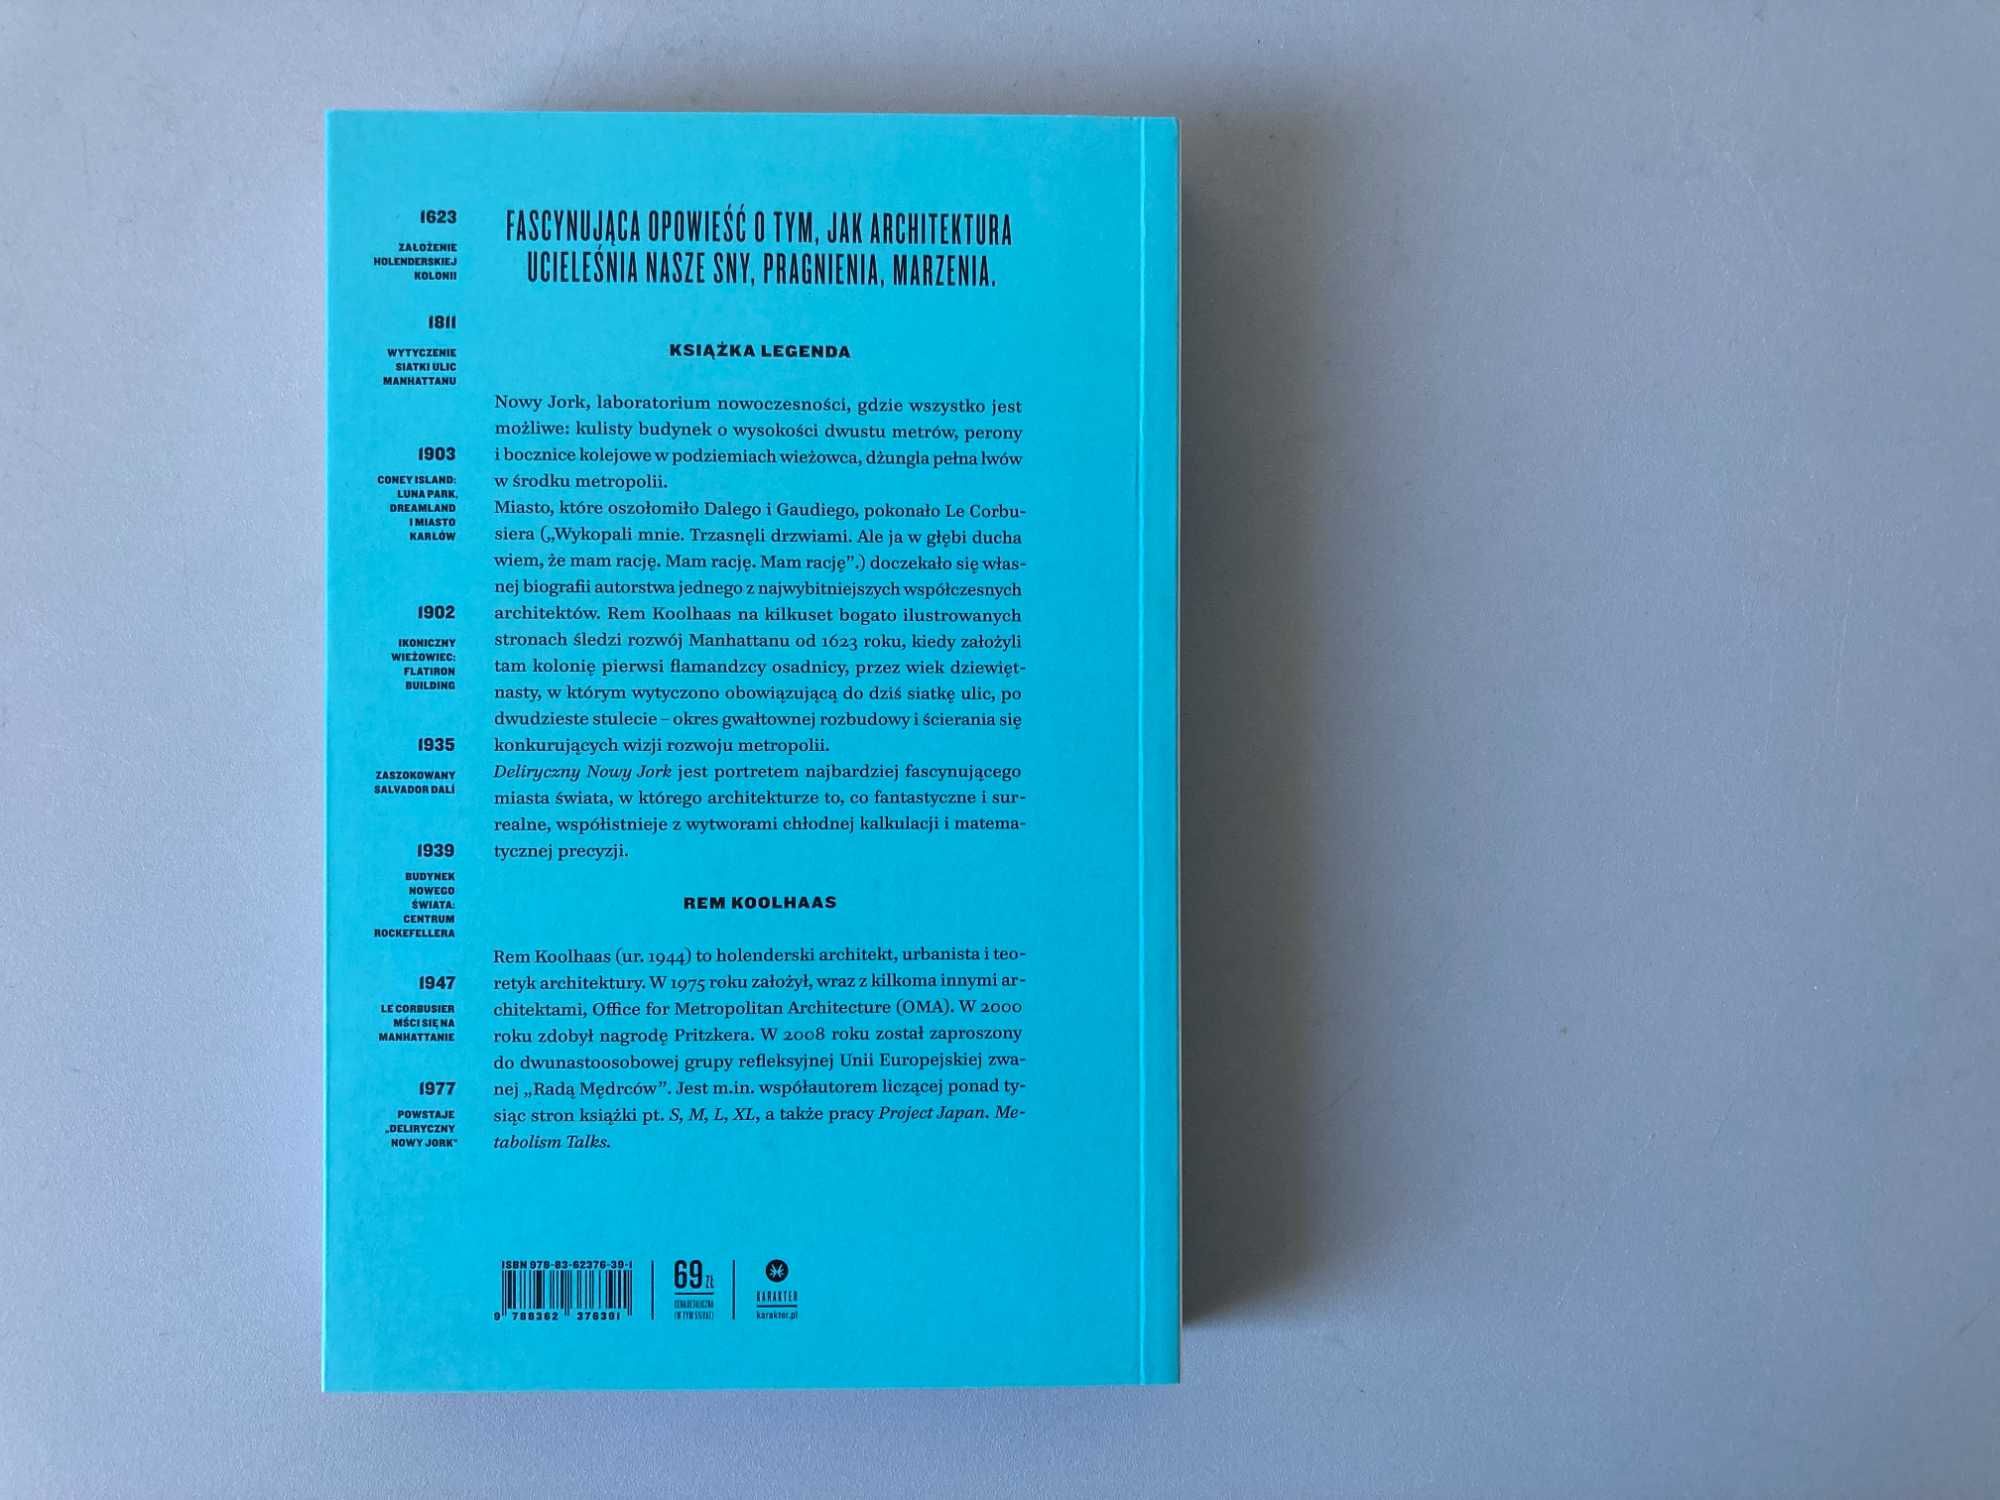 1623
ZAŁOŻENIE
HOLENDERSKIEJ
KOLONII
1811
WYTYCZENIE
SIATKI ULIC
MANHATTANU
1903
CONEY ISLAND:
LUNA PARK,
DREAMLAND
I MIASTO
KARŁÓW
1902
IKONICZNY
WIEŻOWIEC:
FLATIRON
BUILDING
1935
ZASZOKOWANY
SALVADOR DALÍ
1939
BUDYNEK
NOWEGO
ŚWIATA:
CENTRUM
ROCKEFELLERA
1947
LE CORBUSIER
MŚCI SIĘ NA
MANHATTANIE
1977
POWSTAJE
„DELIRYCZNY
NOWY JORK"
FASCYNUJĄCA OPOWIEŚĆ O TYM, JAK ARCHITEKTURA
UCIELEŚNIA NASZE SNY, PRAGNIENIA, MARZENIA.
KSIĄŻKA LEGENDA
Nowy Jork, laboratorium nowoczesności, gdzie wszystko jest
możliwe: kulisty budynek o wysokości dwustu metrów, perony
i bocznice kolejowe w podziemiach wieżowca, dżungla pełna lwów
w środku metropolii.
Miasto, które oszołomiło Dalego i Gaudiego, pokonało Le Corbu-
siera („Wykopali mnie. Trzasnęli drzwiami. Ale ja w głębi ducha
wiem, że mam rację. Mam rację. Mam rację”.) doczekało się włas-
nej biografii autorstwa jednego z najwybitniejszych współczesnych
architektów. Rem Koolhaas na kilkuset bogato ilustrowanych
stronach śledzi rozwój Manhattanu od 1623 roku, kiedy założyli
tam kolonię pierwsi flamandzcy osadnicy, przez wiek dziewięt-
nasty, w którym wytyczono obowiązującą do dziś siatkę ulic, po
dwudzieste stulecie – okres gwałtownej rozbudowy i ścierania się
konkurujących wizji rozwoju metropolii.
Deliryczny Nowy Jork jest portretem najbardziej fascynującego
miasta świata, w którego architekturze to, co fantastyczne i sur-
realne, współistnieje z wytworami chłodnej kalkulacji i matema-
tycznej precyzji.
REM KOOLHAAS
Rem Koolhaas (ur. 1944) to holenderski architekt, urbanista i teo-
retyk architektury. W 1975 roku założył, wraz z kilkoma innymi ar-
chitektami, Office for Metropolitan Architecture (OMA). W 2000
roku zdobył nagrodę Pritzkera. W 2008 roku został zaproszony
do dwunastoosobowej grupy refleksyjnej Unii Europejskiej zwa-
nej „Radą Mędrców”. Jest m.in. współautorem liczącej ponad ty-
siąc stron książki pt. S, M, L, XL, a także pracy Project Japan. Me-
tabolism Talks.
ISBN 978-83-62376-39-1
9 788362 376391
69 ZŁ
CENA DETALICZNA
(W TYM 5% VAT)
KARAKTER
karakter.pl